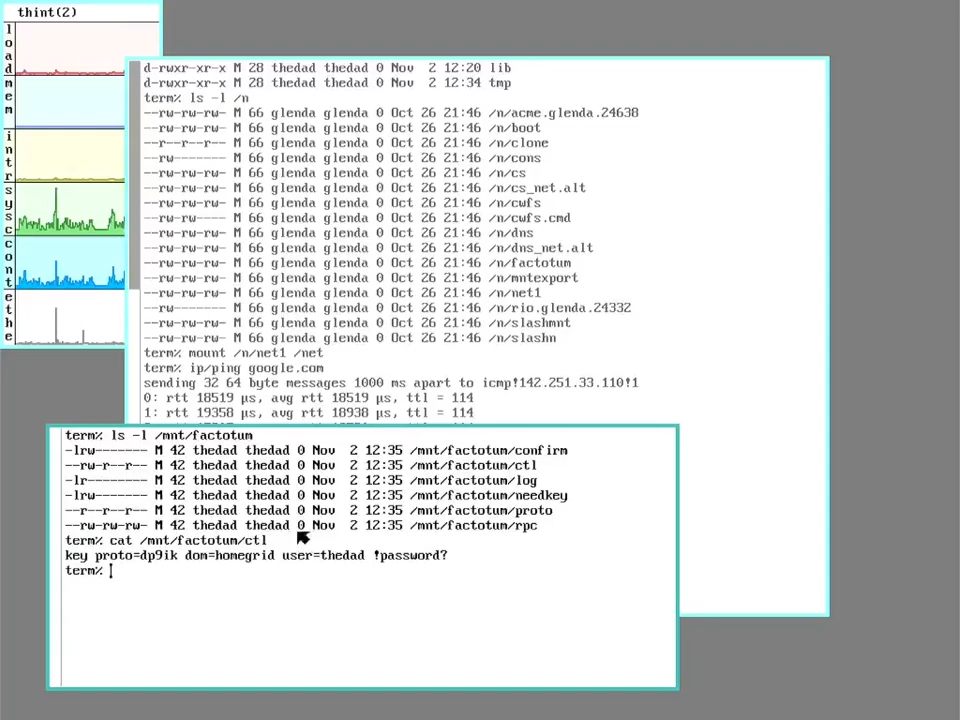 thint(2)
load
mem
intr
sysc
cont
ethe
d-rwxr-xr-x M 28 thedad thedad 0 Nov  2 12:20 lib
d-rwxr-xr-x M 28 thedad thedad 0 Nov  2 12:34 tmp
term% ls -l /n
--rw-rw-rw- M 66 glenda glenda 0 Oct 26 21:46 /n/acme.glenda.24638
--rw-rw-rw- M 66 glenda glenda 0 Oct 26 21:46 /n/boot
--r--r--r-- M 66 glenda glenda 0 Oct 26 21:46 /n/clone
--rw------- M 66 glenda glenda 0 Oct 26 21:46 /n/cons
--rw-rw-rw- M 66 glenda glenda 0 Oct 26 21:46 /n/cs
--rw-rw-rw- M 66 glenda glenda 0 Oct 26 21:46 /n/cs_net.alt
--rw-rw-rw- M 66 glenda glenda 0 Oct 26 21:46 /n/cwfs
--rw-rw---- M 66 glenda glenda 0 Oct 26 21:46 /n/cwfs.cmd
--rw-rw-rw- M 66 glenda glenda 0 Oct 26 21:46 /n/dns
--rw-rw-rw- M 66 glenda glenda 0 Oct 26 21:46 /n/dns_net.alt
--rw-rw-rw- M 66 glenda glenda 0 Oct 26 21:46 /n/factotum
--rw-rw-rw- M 66 glenda glenda 0 Oct 26 21:46 /n/mntexport
--rw-rw-rw- M 66 glenda glenda 0 Oct 26 21:46 /n/net1
--rw------- M 66 glenda glenda 0 Oct 26 21:46 /n/rio.glenda.24332
--rw-rw-rw- M 66 glenda glenda 0 Oct 26 21:46 /n/slashmnt
--rw-rw-rw- M 66 glenda glenda 0 Oct 26 21:46 /n/slashn
term% mount /n/net1 /net
term% ip/ping google.com
sending 32 64 byte messages 1000 ms apart to icmp!142.251.33.110!1
0: rtt 18519 µs, avg rtt 18519 µs, ttl = 114
1: rtt 19358 µs, avg rtt 18938 µs, ttl = 114
term% ls -l /mnt/factotum
-lrw------- M 42 thedad thedad 0 Nov  2 12:35 /mnt/factotum/confirm
--rw-r--r-- M 42 thedad thedad 0 Nov  2 12:35 /mnt/factotum/ctl
-lr-------- M 42 thedad thedad 0 Nov  2 12:35 /mnt/factotum/log
-lrw------- M 42 thedad thedad 0 Nov  2 12:35 /mnt/factotum/needkey
--r--r--r-- M 42 thedad thedad 0 Nov  2 12:35 /mnt/factotum/proto
--rw-rw-rw- M 42 thedad thedad 0 Nov  2 12:35 /mnt/factotum/rpc
term% cat /mnt/factotum/ctl
key proto=dp9ik dom=homegrid user=thedad !password?
term%